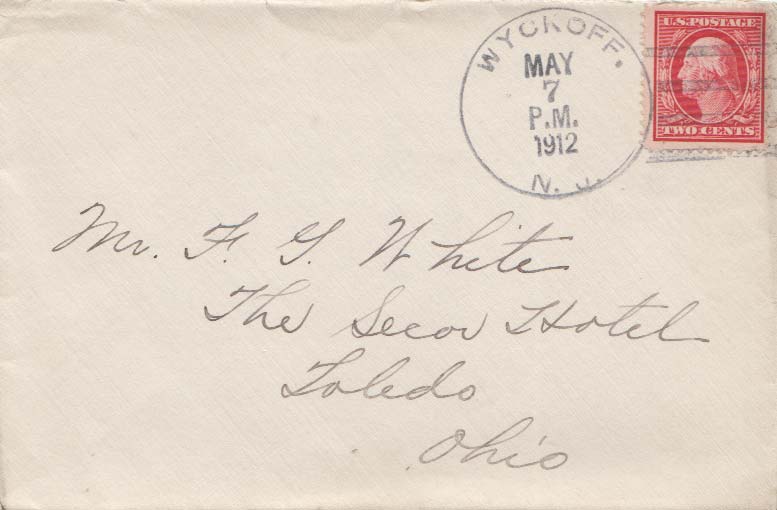 WYCKOFF.
MAY
7
P.M.
1912
N. J.
U.S. POSTAGE
TWO CENTS
Mr. F. G. White
The Secor Hotel
Toledo
Ohio